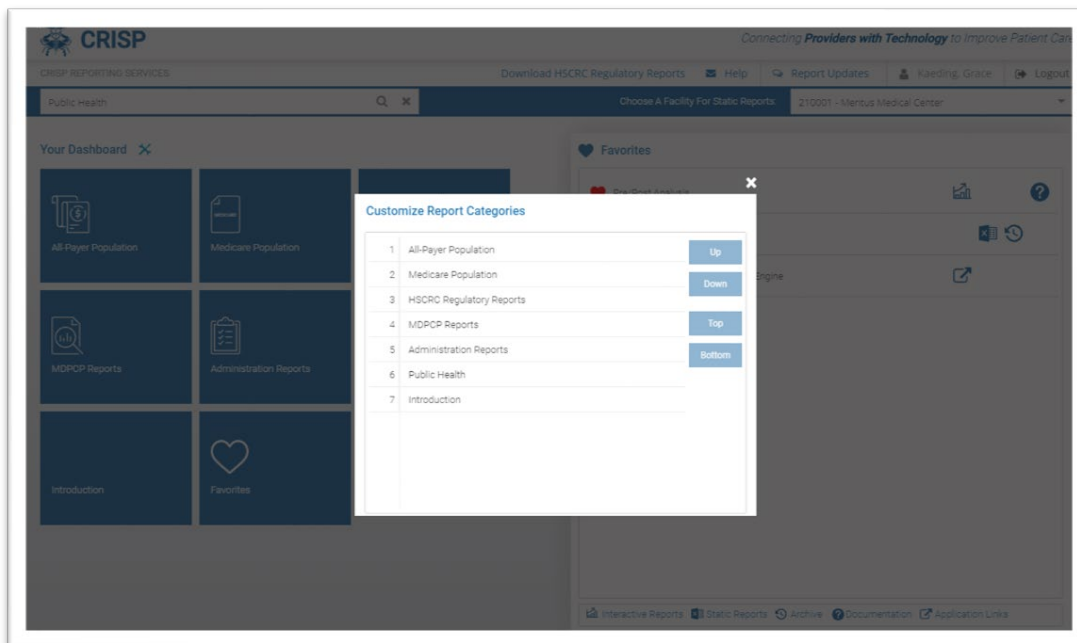 CRISP
Connecting Providers with Technology to Improve Patient Care
CRISP REPORTING SERVICES
Download HSCRC Regulatory Reports Help Report Updates Kaeding, Grace Logout
Public Health
Choose A Facility For Static Reports
210001 - Meritus Medical Center
Your Dashboard
Favorites
All-Payer Population
MEDICARE
Medicare Population
MDPCP Reports
Administration Reports
Introduction
Favorites
Pre/Post Analysis
Engine
Customize Report Categories
1 All-Payer Population
2 Medicare Population
3 HSCRC Regulatory Reports
4 MDPCP Reports
5 Administration Reports
6 Public Health
7 Introduction
Up
Down
Top
Bottom
Interactive Reports Static Reports Archive Documentation Application Links